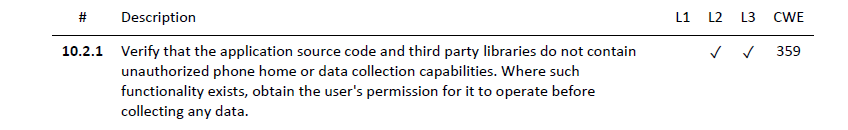 # Description L1 L2 L3 CWE
10.2.1 Verify that the application source code and third party libraries do not contain ✓ ✓ 359
unauthorized phone home or data collection capabilities. Where such
functionality exists, obtain the user's permission for it to operate before
collecting any data.